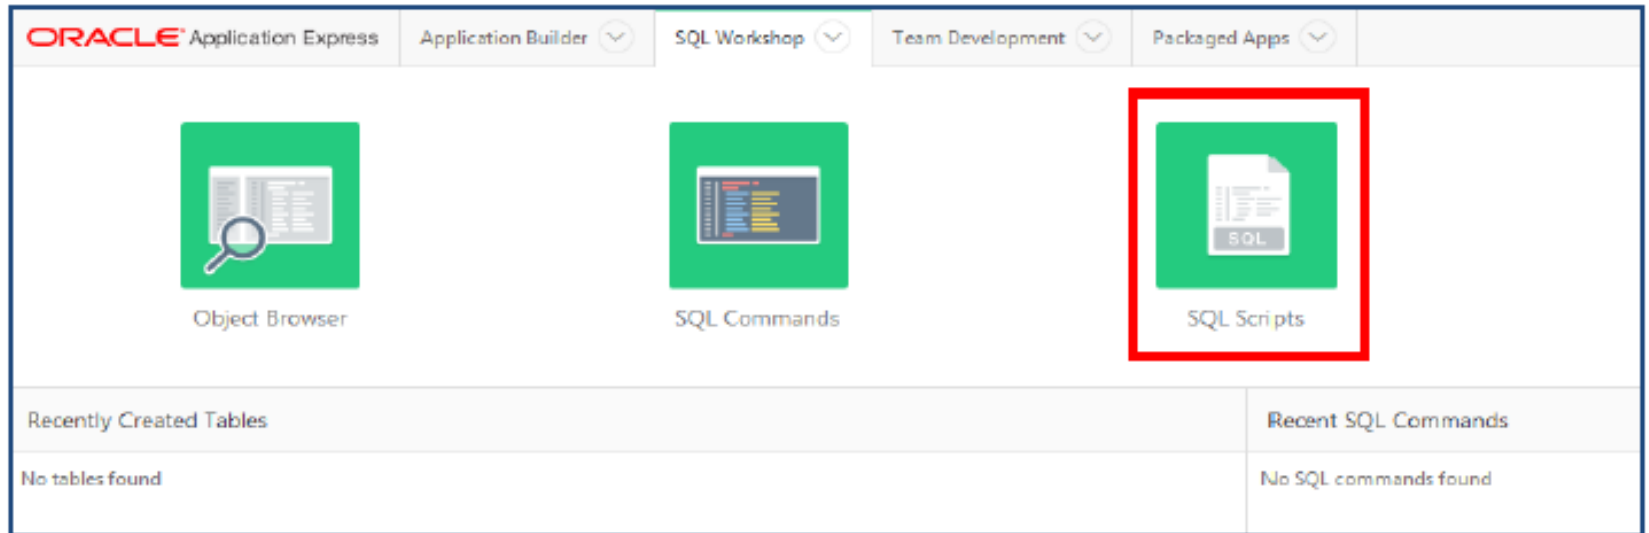 ORACLE Application Express
Application Builder
SQL Workshop
Team Development
Packaged Apps
SQL
Object Browser
SQL Commands
SQL Scripts
Recently Created Tables
Recent SQL Commands
No tables found
No SQL commands found